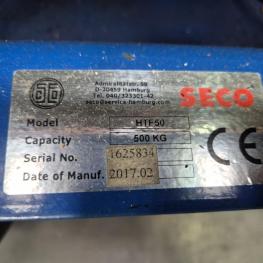 Admiralitätstr. 59
D-20459 Hamburg
Tel. 040/325301-42
seco@service-hamburg.com
SECO
Model HTF50
Capacity 500 KG
Serial No. 1625834
Date of Manuf. 2017.02
CE